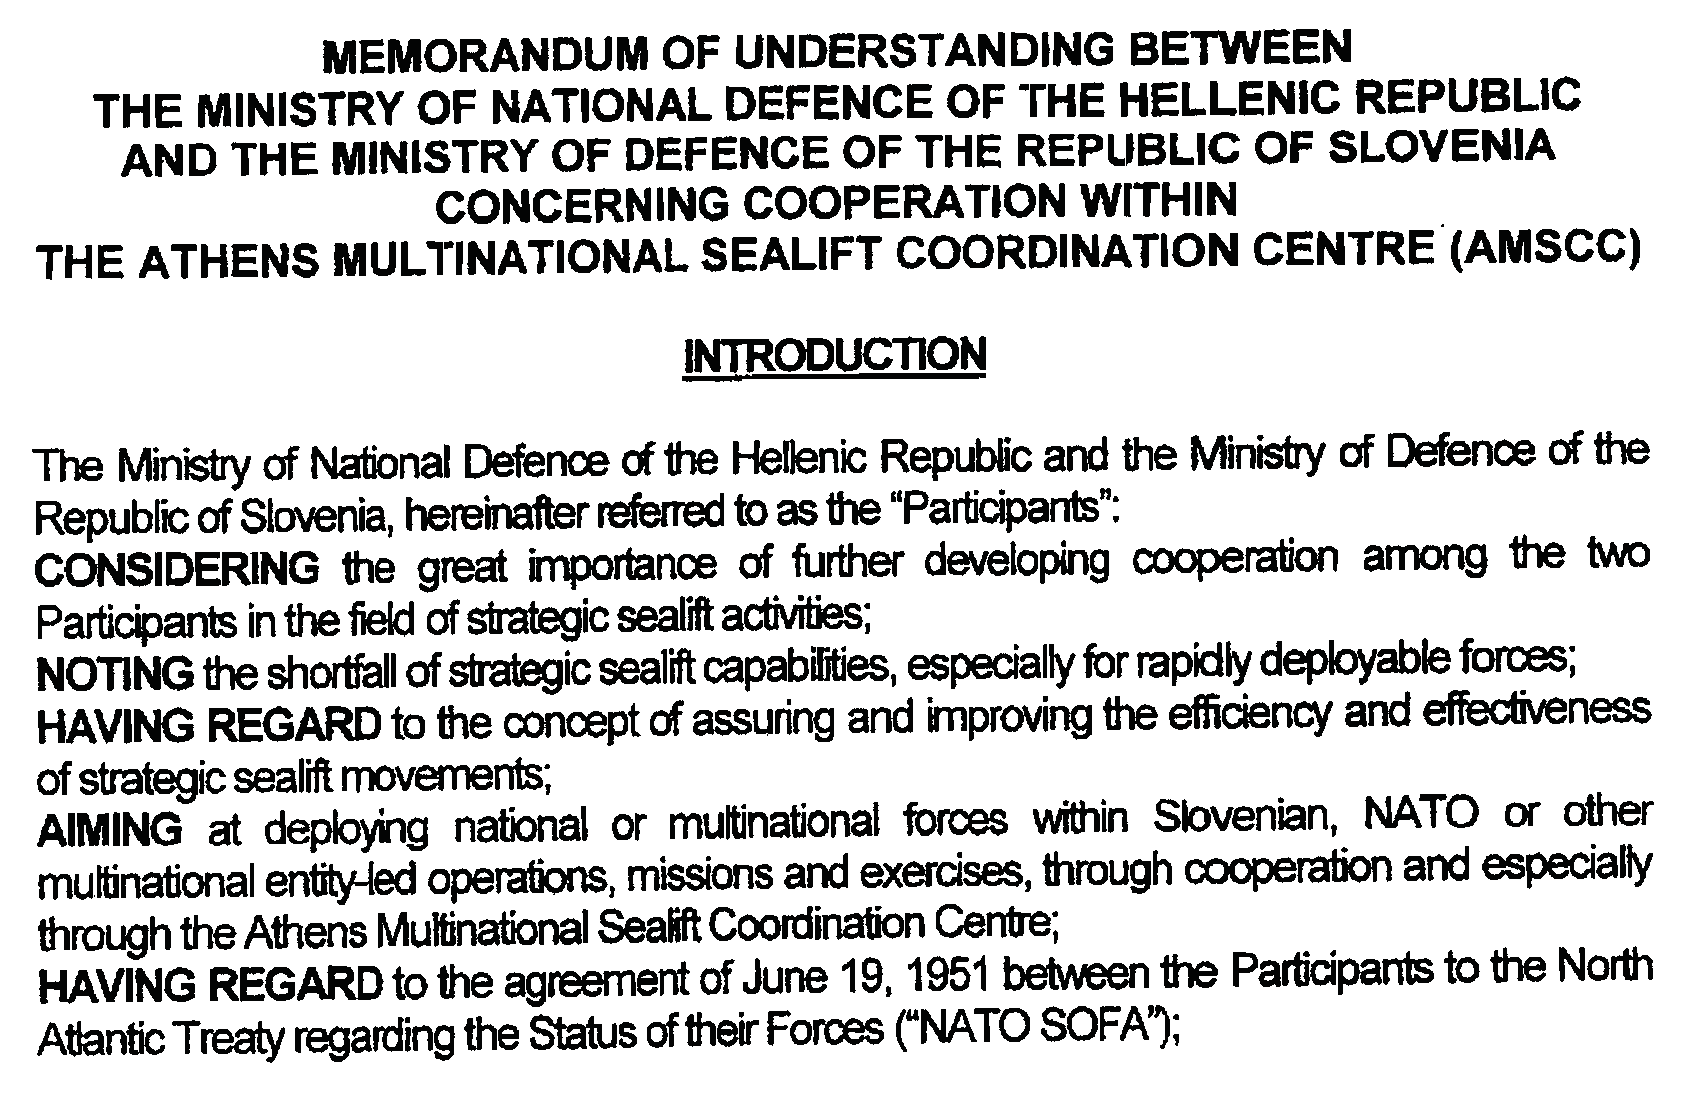 MEMORANDUM OF UNDERSTANDING BETWEEN
THE MINISTRY OF NATIONAL DEFENCE OF THE HELLENIC REPUBLIC
AND THE MINISTRY OF DEFENCE OF THE REPUBLIC OF SLOVENIA
CONCERNING COOPERATION WITHIN
THE ATHENS MULTINATIONAL SEALIFT COORDINATION CENTRE (AMSCC)
INTRODUCTION
The Ministry of National Defence of the Hellenic Republic and the Ministry of Defence of the
Republic of Slovenia, hereinafter referred to as the “Participants”:
CONSIDERING the great importance of further developing cooperation among the two
Participants in the field of strategic sealift activities;
NOTING the shortfall of strategic sealift capabilities, especially for rapidly deployable forces;
HAVING REGARD to the concept of assuring and improving the efficiency and effectiveness
of strategic sealift movements;
AIMING at deploying national or multinational forces within Slovenian, NATO or other
multinational entity-led operations, missions and exercises, through cooperation and especially
through the Athens Multinational Sealift Coordination Centre;
HAVING REGARD to the agreement of June 19, 1951 between the Participants to the North
Atlantic Treaty regarding the Status of their Forces (“NATO SOFA”);